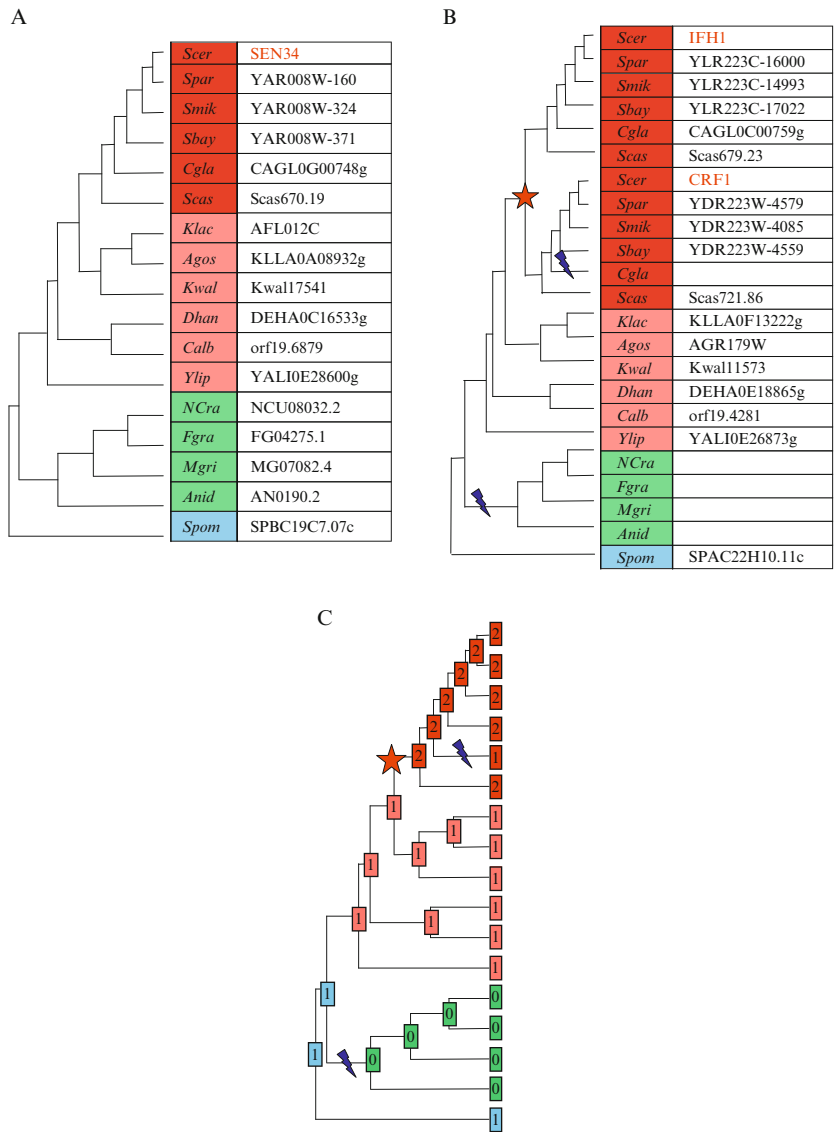 A
Scer SEN34
Spar YAR008W-160
Smik YAR008W-324
Sbay YAR008W-371
Cgla CAGL0G00748g
Scas Scas670.19
Klac AFL012C
Agos KLLA0A08932g
Kwal Kwal17541
Dhan DEHA0C16533g
Calb orf19.6879
Ylip YALI0E28600g
NCra NCU08032.2
Fgra FG04275.1
Mgri MG07082.4
Anid AN0190.2
Spom SPBC19C7.07c
B
Scer IFH1
Spar YLR223C-16000
Smik YLR223C-14993
Sbay YLR223C-17022
Cgla CAGL0C00759g
Scas Scas679.23
Scer CRF1
Spar YDR223W-4579
Smik YDR223W-4085
Sbay YDR223W-4559
Cgla
Scas Scas721.86
Klac KLLA0F13222g
Agos AGR179W
Kwal Kwal11573
Dhan DEHA0E18865g
Calb orf19.4281
Ylip YALI0E26873g
NCra
Fgra
Mgri
Anid
Spom SPAC22H10.11c
C
2
2
2
2
2
2
2
2
2
1
2
2
1
1
1
1
1
1
1
1
1
1
1
1
1
0
0
0
0
0
0
0
1
1